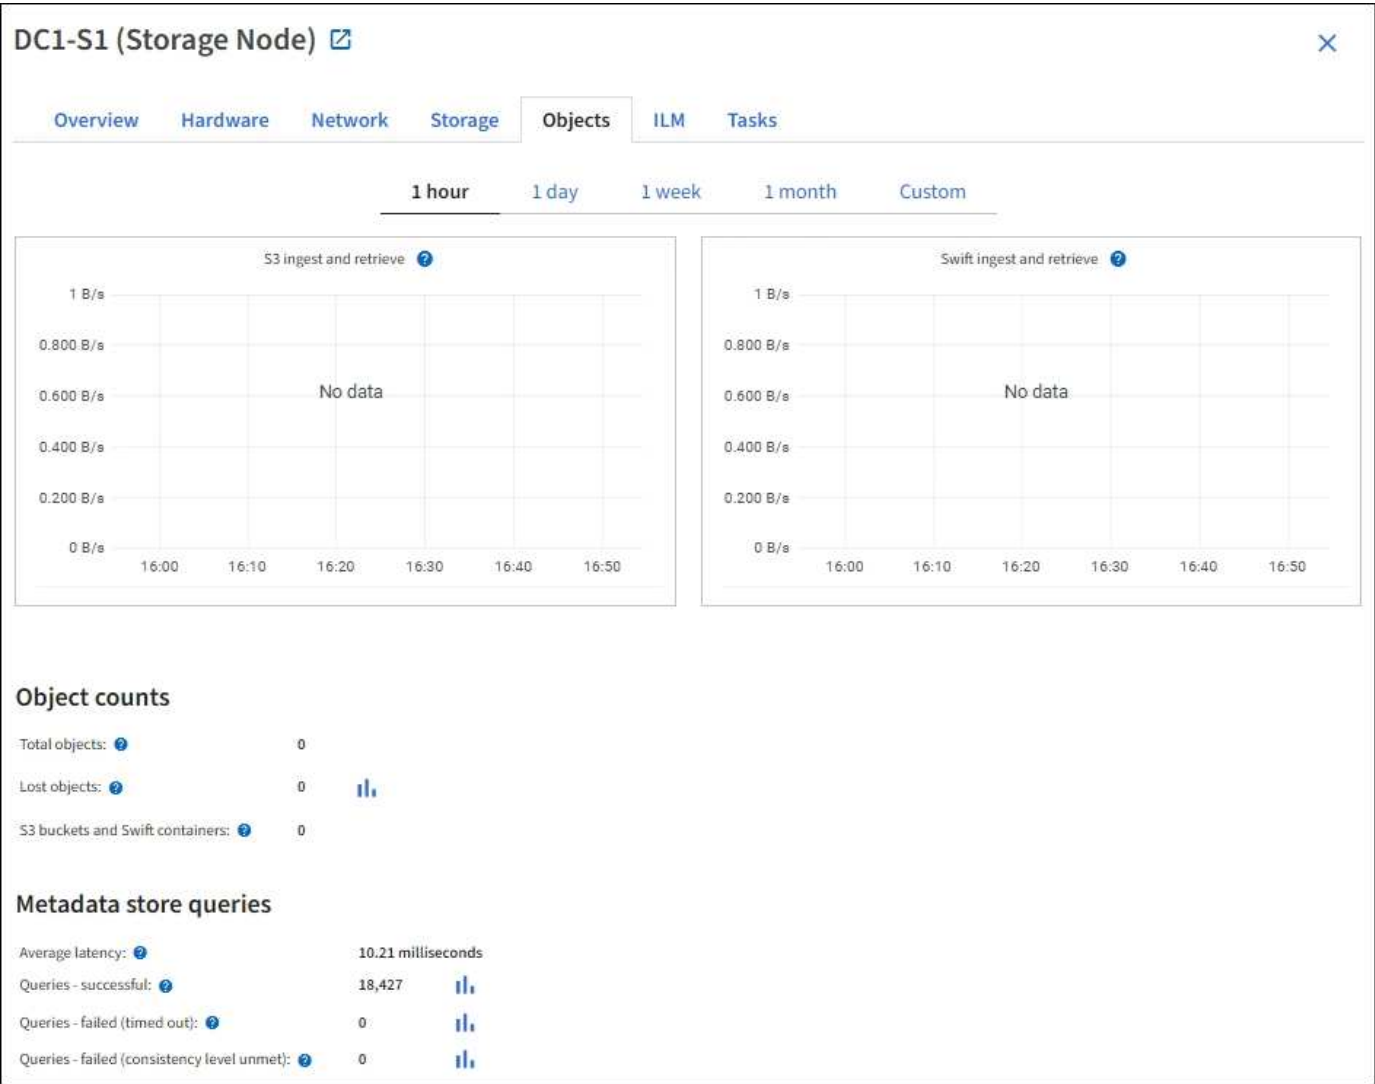 DC1-S1 (Storage Node)
Overview Hardware Network Storage Objects ILM Tasks
1 hour 1 day 1 week 1 month Custom
S3 ingest and retrieve
1 B/s
0.800 B/s
0.600 B/s
0.400 B/s
0.200 B/s
0 B/s
No data
16:00 16:10 16:20 16:30 16:40 16:50
Swift ingest and retrieve
1 B/s
0.800 B/s
0.600 B/s
0.400 B/s
0.200 B/s
0 B/s
No data
16:00 16:10 16:20 16:30 16:40 16:50
Object counts
Total objects: 0
Lost objects: 0
S3 buckets and Swift containers: 0
Metadata store queries
Average latency: 10.21 milliseconds
Queries - successful: 18,427
Queries - failed (timed out): 0
Queries - failed (consistency level unmet): 0